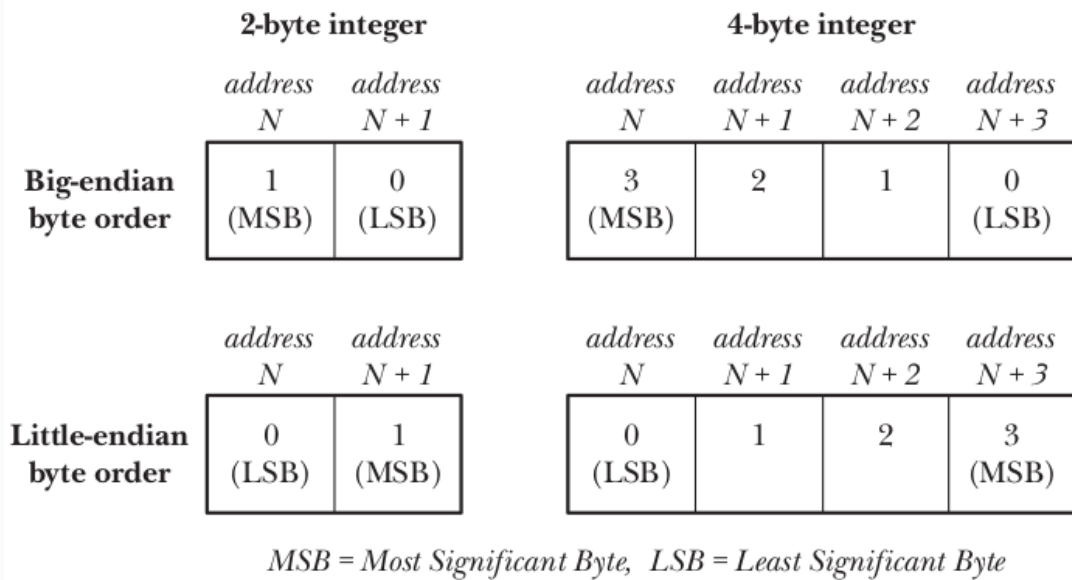 2-byte integer 4-byte integer
address address address address address address
N N + 1 N N + 1 N + 2 N + 3
Big-endian 1 0 3 2 1 0
byte order (MSB) (LSB) (MSB) (LSB)
address address address address address address
N N + 1 N N + 1 N + 2 N + 3
Little-endian 0 1 0 1 2 3
byte order (LSB) (MSB) (LSB) (MSB)
MSB = Most Significant Byte, LSB = Least Significant Byte